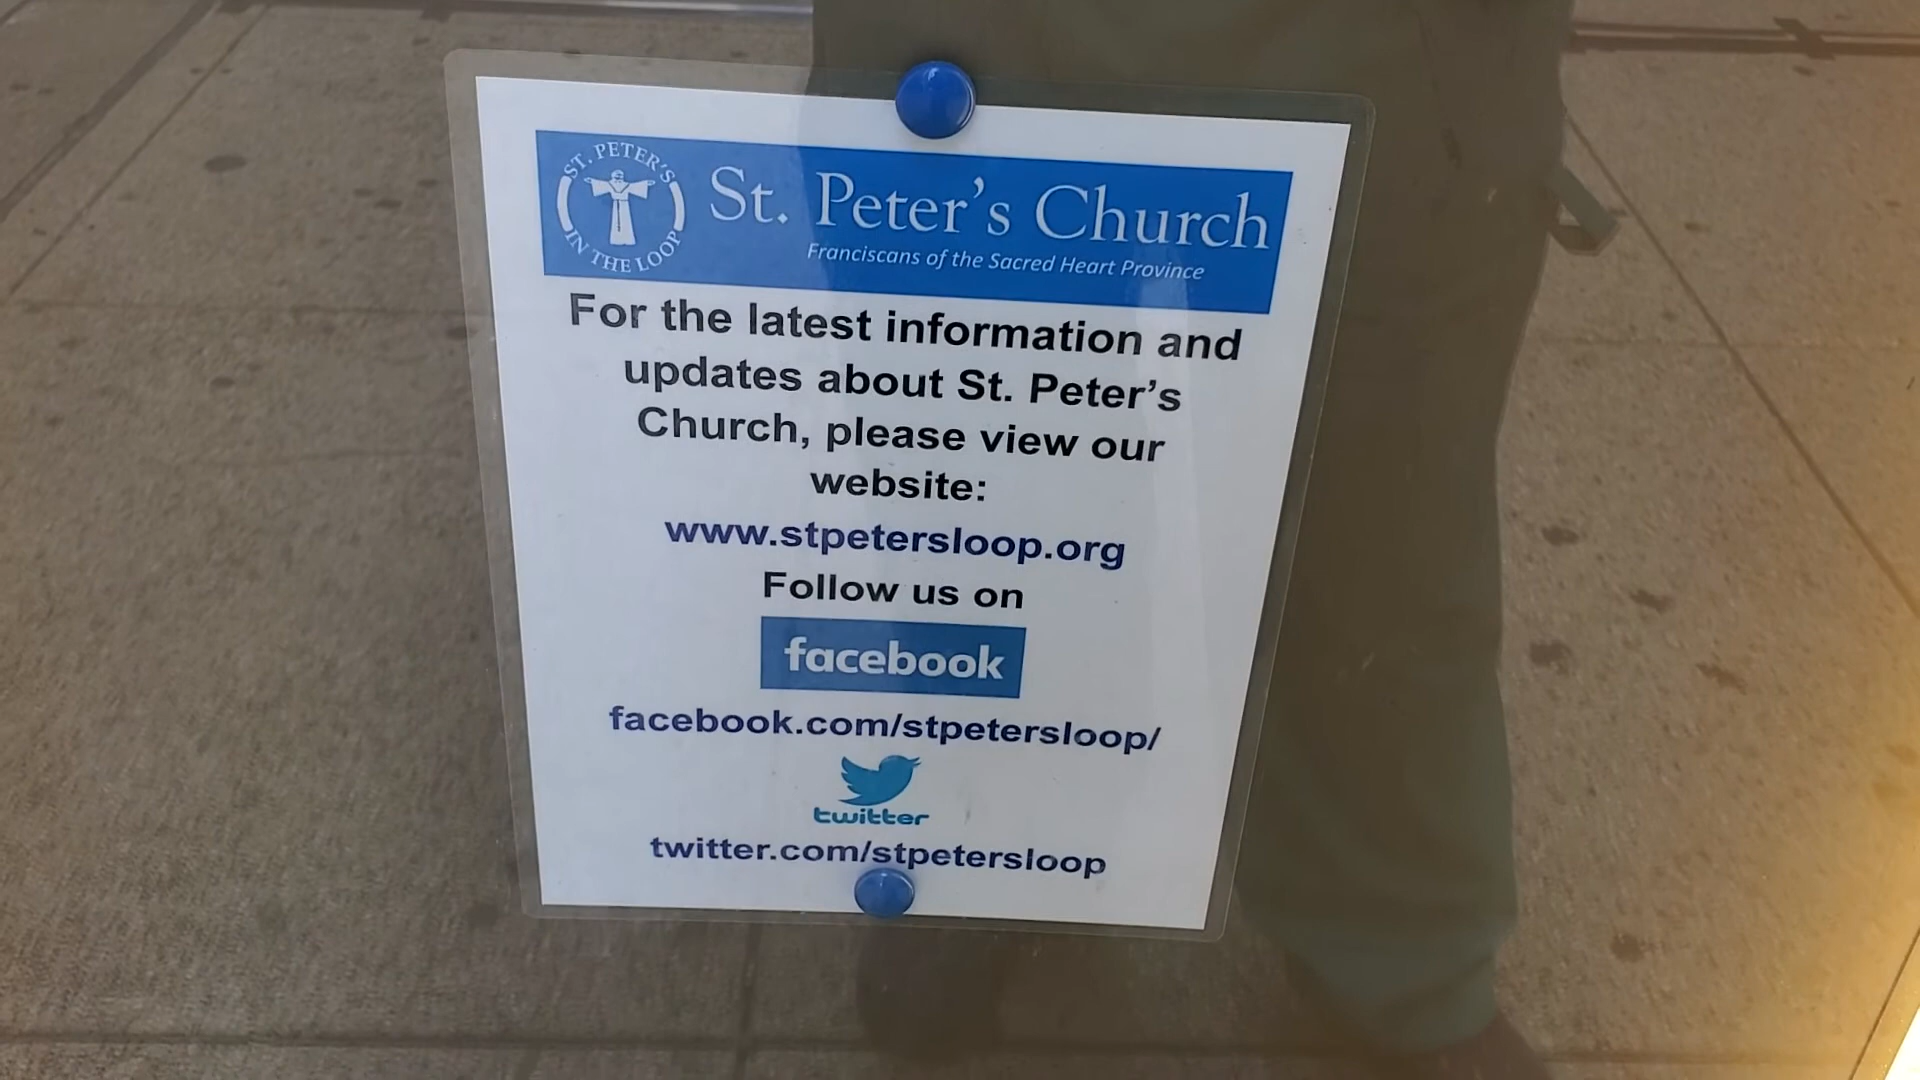 ST. PETER'S
IN THE LOOP
St. Peter's Church
Franciscans of the Sacred Heart Province
For the latest information and
updates about St. Peter's
Church, please view our
website:
www.stpetersloop.org
Follow us on
facebook
facebook.com/stpetersloop/
twitter
twitter.com/stpetersloop